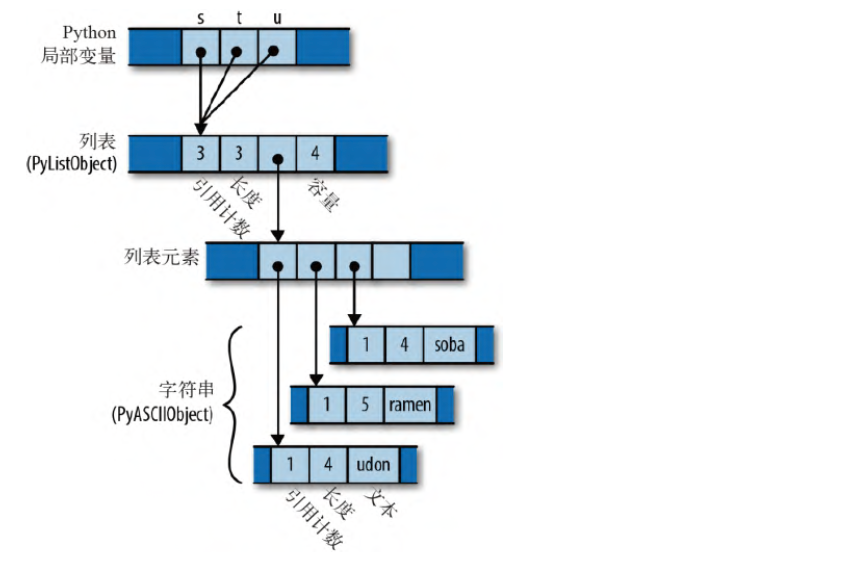 s t u
Python
局部变量
列表
(PyListObject)
3 3 4
引用计数 长度 容量
列表元素
1 4 soba
字符串
(PyASCIIObject)
1 5 ramen
1 4 udon
引用计数 长度 文本